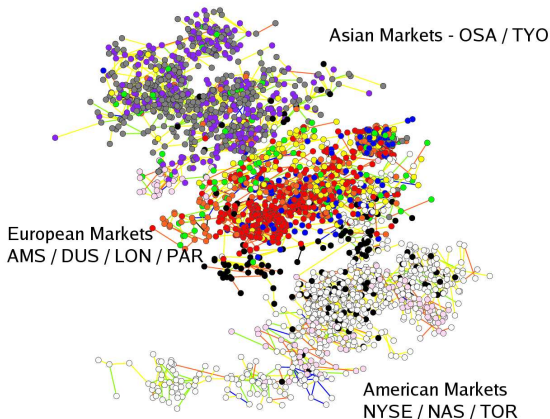 Asian Markets - OSA / TYO
European Markets
AMS / DUS / LON / PAR
American Markets
NYSE / NAS / TOR